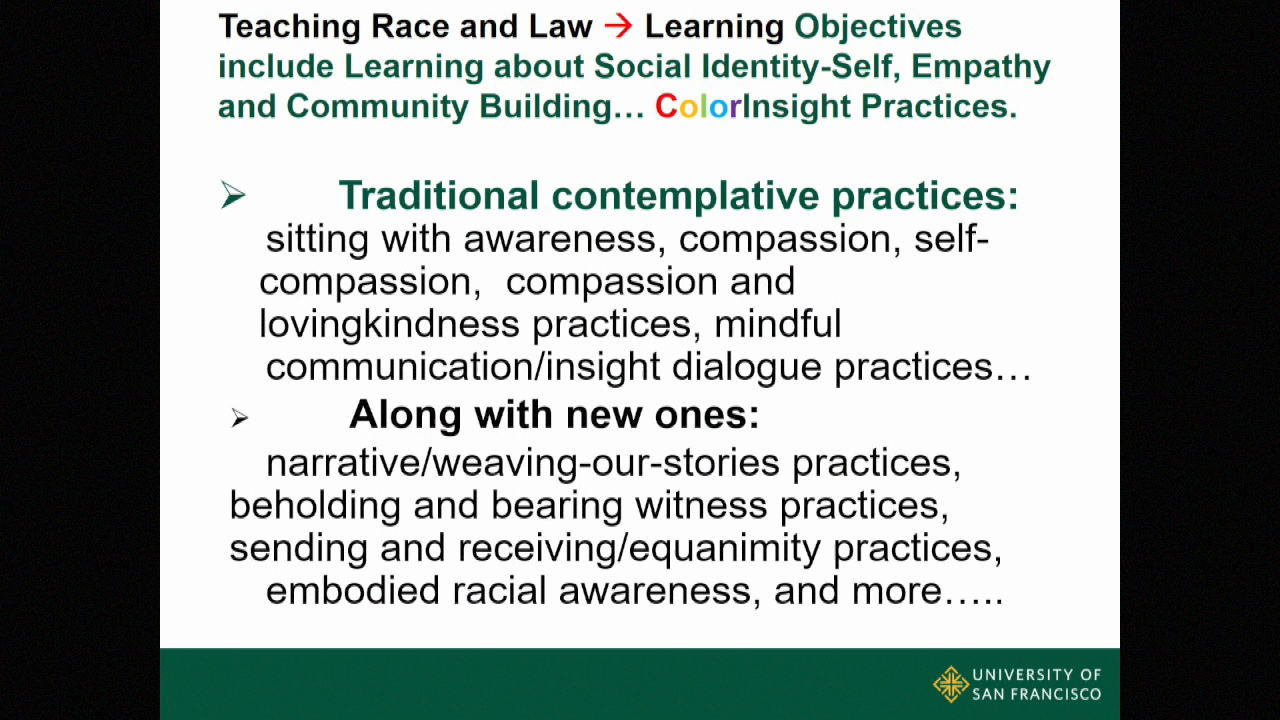 Teaching Race and Law → Learning Objectives
include Learning about Social Identity-Self, Empathy
and Community Building… ColorInsight Practices.
➢ Traditional contemplative practices:
sitting with awareness, compassion, self-
compassion, compassion and
lovingkindness practices, mindful
communication/insight dialogue practices…
➢ Along with new ones:
narrative/weaving-our-stories practices,
beholding and bearing witness practices,
sending and receiving/equanimity practices,
embodied racial awareness, and more…..
UNIVERSITY OF
SAN FRANCISCO